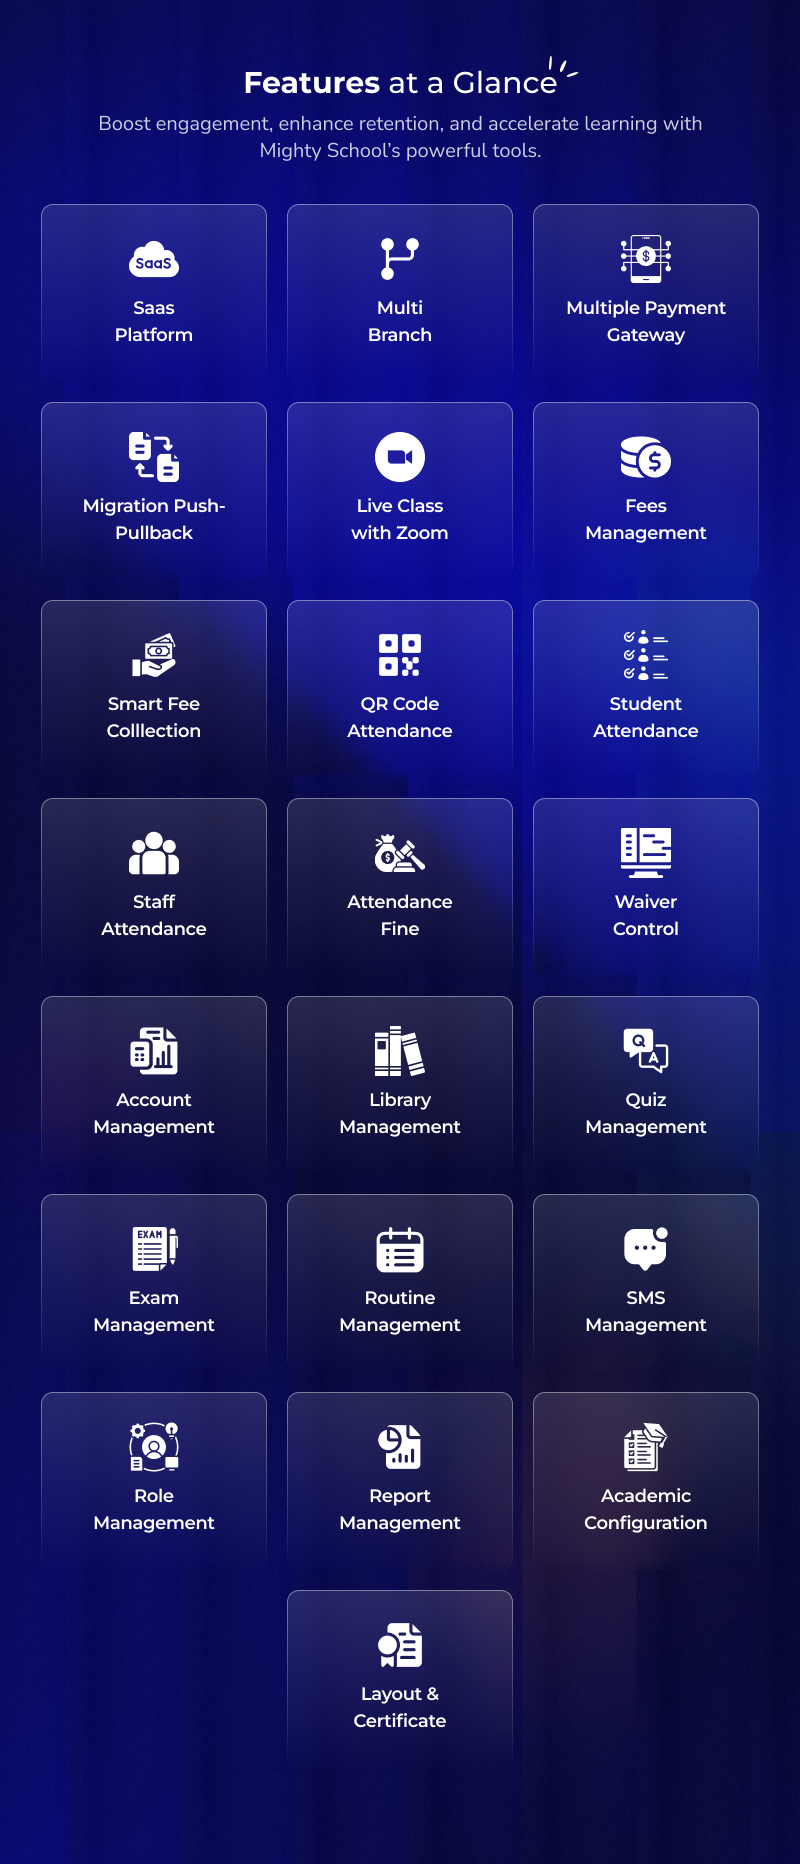 Features at a Glance
Boost engagement, enhance retention, and accelerate learning with
Mighty School's powerful tools.
SaaS
Saas
Platform
Multi
Branch
$
Multiple Payment
Gateway
Migration Push-
Pullback
Live Class
with Zoom
$
Fees
Management
Smart Fee
Colllection
QR Code
Attendance
Student
Attendance
Staff
Attendance
$
Attendance
Fine
Waiver
Control
Account
Management
Library
Management
Q
A
Quiz
Management
EXAM
Exam
Management
Routine
Management
SMS
Management
Role
Management
Report
Management
Academic
Configuration
Layout &
Certificate